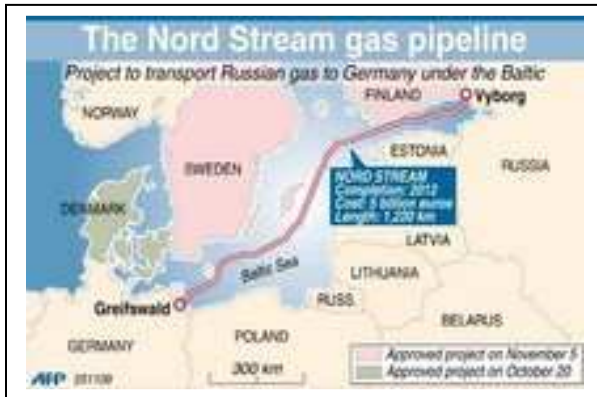 The Nord Stream gas pipeline
Project to transport Russian gas to Germany under the Baltic
FINLAND
Vyborg
NORWAY
SWEDEN
ESTONIA
RUSSIA
NORD STREAM
Completion: 2012
Cost: 5 billion euros
Length: 1,220 km
DENMARK
LATVIA
Baltic Sea
LITHUANIA
Greifswald
RUSS.
BELARUS
POLAND
GERMANY
300 km
Approved project on November 5
Approved project on October 20
AFP